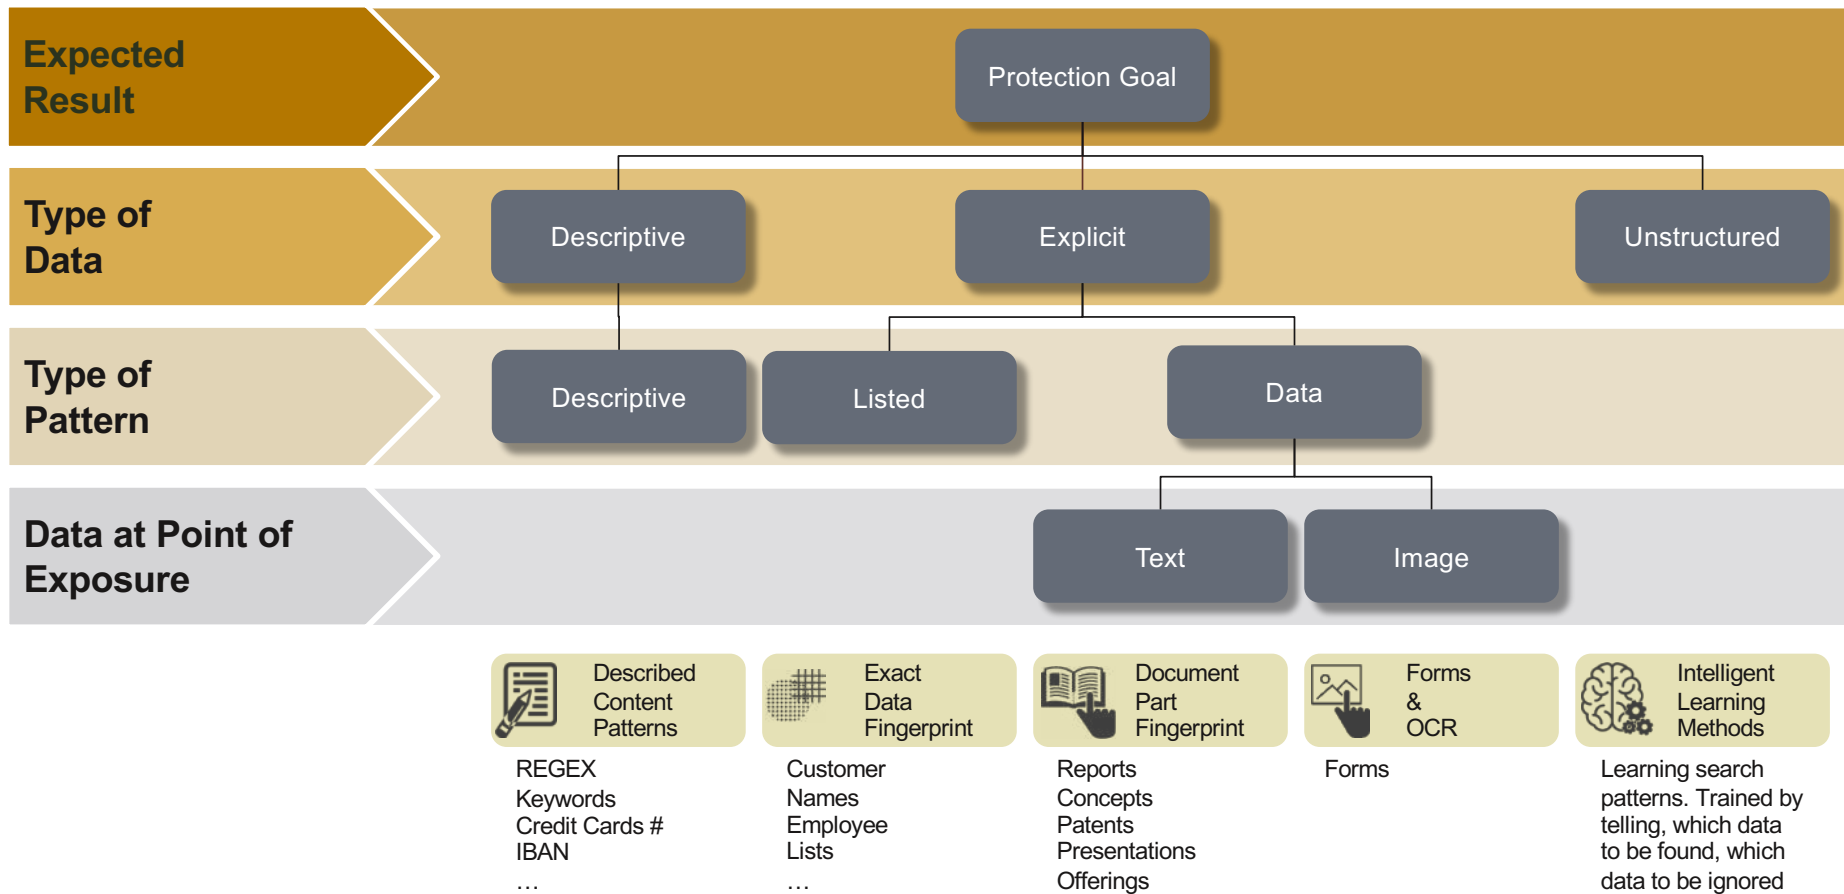 Expected
Result
Protection Goal
Type of
Data
Descriptive
Explicit
Unstructured
Type of
Pattern
Descriptive
Listed
Data
Data at Point of
Exposure
Text
Image
Described
Content
Patterns
REGEX
Keywords
Credit Cards #
IBAN
…
Exact
Data
Fingerprint
Customer
Names
Employee
Lists
…
Document
Part
Fingerprint
Reports
Concepts
Patents
Presentations
Offerings
Forms
&
OCR
Forms
Intelligent
Learning
Methods
Learning search
patterns. Trained by
telling, which data
to be found, which
data to be ignored